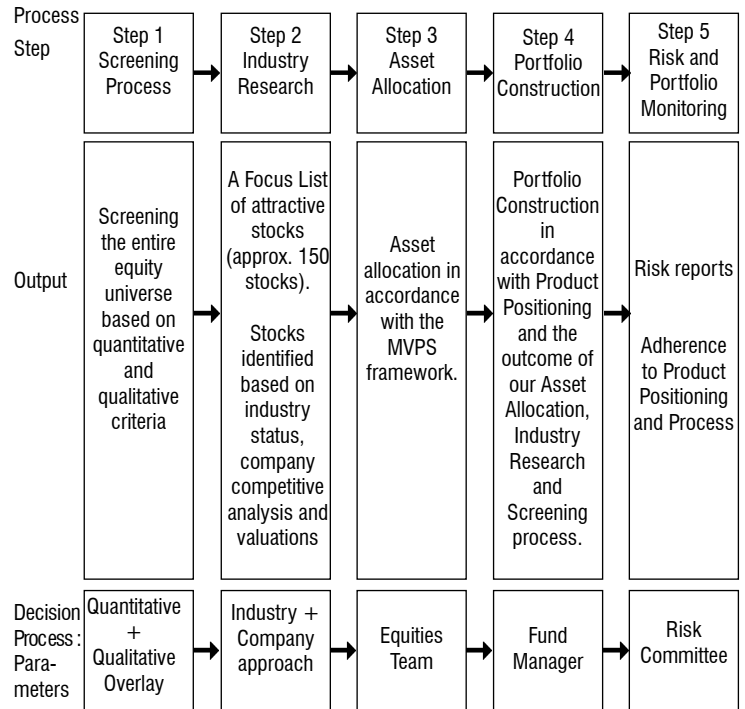 Process
Step
Step 1
Screening
Process
Step 2
Industry
Research
Step 3
Asset
Allocation
Step 4
Portfolio
Construction
Step 5
Risk and
Portfolio
Monitoring
Output
Screening
the entire
equity
universe
based on
quantitative
and
qualitative
criteria
A Focus List
of attractive
stocks
(approx. 150
stocks).
Stocks
identified
based on
industry
status,
company
competitive
analysis and
valuations
Asset
allocation in
accordance
with the
MVPS
framework.
Portfolio
Construction
in
accordance
with Product
Positioning
and the
outcome of
our Asset
Allocation,
Industry
Research
and
Screening
process.
Risk reports
Adherence
to Product
Positioning
and Process
Decision
Process:
Para-
meters
Quantitative
+
Qualitative
Overlay
Industry +
Company
approach
Equities
Team
Fund
Manager
Risk
Committee